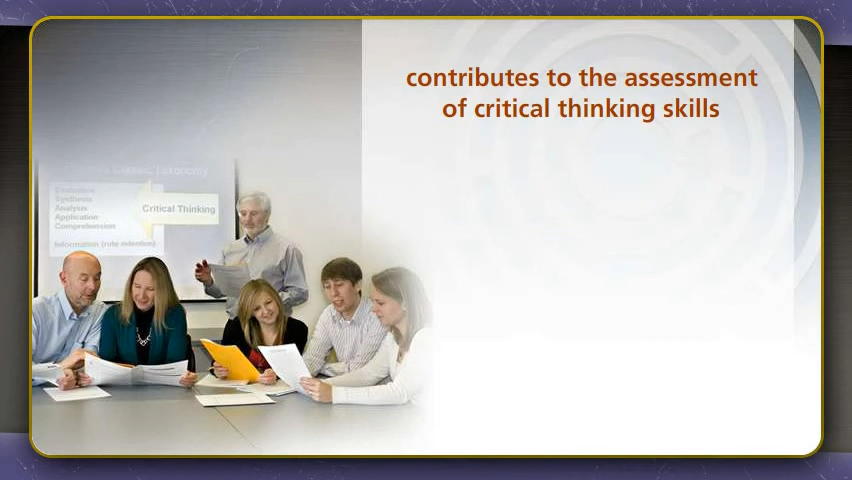 contributes to the assessment
of critical thinking skills
Evaluation
Synthesis
Analysis
Application
Comprehension
Critical Thinking
Information (rote retention)